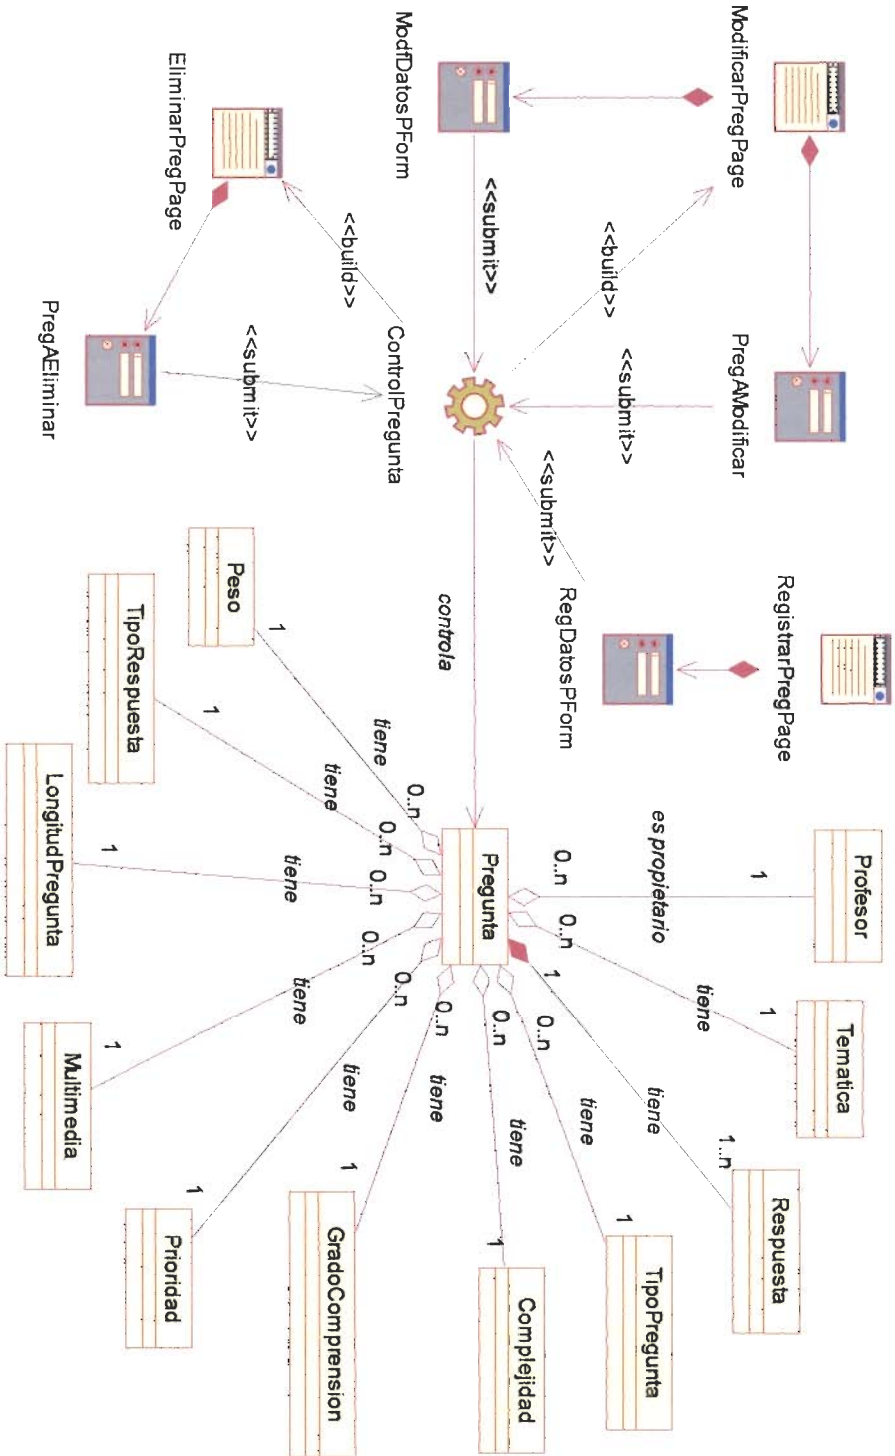 Profesor
Tematica
RegistrarPregPage
Respuesta
1
1
ModificarPregPage
PregAModificar
1..n
tiene
es propietario
tiene
TipoPregunta
<<submit>>
1
<<build>>
tiene
RegDatosPForm
0..n
0..n
1
<<submit>>
0..n
tiene
Complejidad
1
0..n
<<submit>>
Pregunta
controla
0..n
tiene
GradoComprension
1
0..n
0..n
0..n
0..n
0..n
ModfDatosPForm
ControlPregunta
tiene
tiene
tiene
tiene
tiene
<<build>>
<<submit>>
1
1
1
1
1
Peso
TipoRespuesta
LongitudPregunta
Multimedia
Prioridad
EliminarPregPage
PregAEliminar